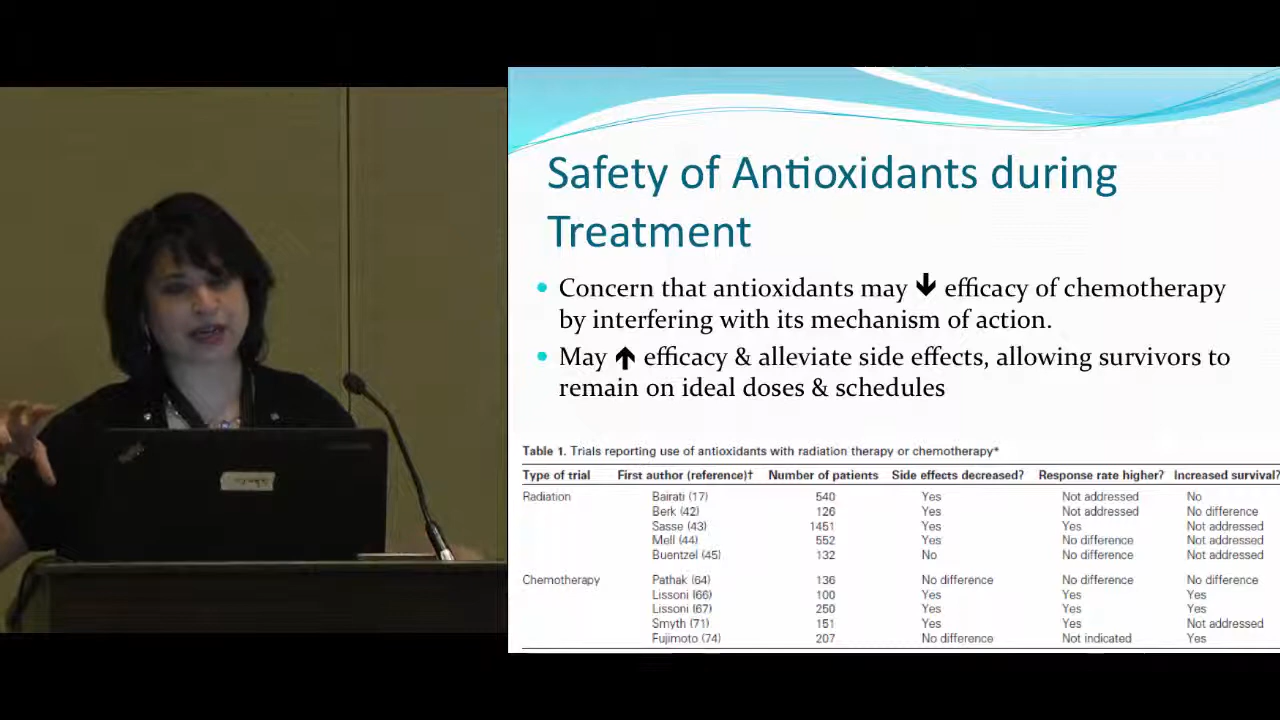 Safety of Antioxidants during
Treatment
• Concern that antioxidants may 🡇 efficacy of chemotherapy
by interfering with its mechanism of action.
• May 🡅 efficacy & alleviate side effects, allowing survivors to
remain on ideal doses & schedules
Table 1. Trials reporting use of antioxidants with radiation therapy or chemotherapy*
Type of trial First author (reference)† Number of patients Side effects decreased? Response rate higher? Increased survival?
Radiation Bairati (17) 540 Yes Not addressed No
Berk (42) 126 Yes Not addressed No difference
Sasse (43) 1451 Yes Yes Not addressed
Mell (44) 552 Yes No difference Not addressed
Buentzel (45) 132 No No difference Not addressed
Chemotherapy Pathak (64) 136 No difference No difference No difference
Lissoni (66) 100 Yes Yes Yes
Lissoni (67) 250 Yes Yes Yes
Smyth (71) 151 Yes Yes Not addressed
Fujimoto (74) 207 No difference Not indicated Yes